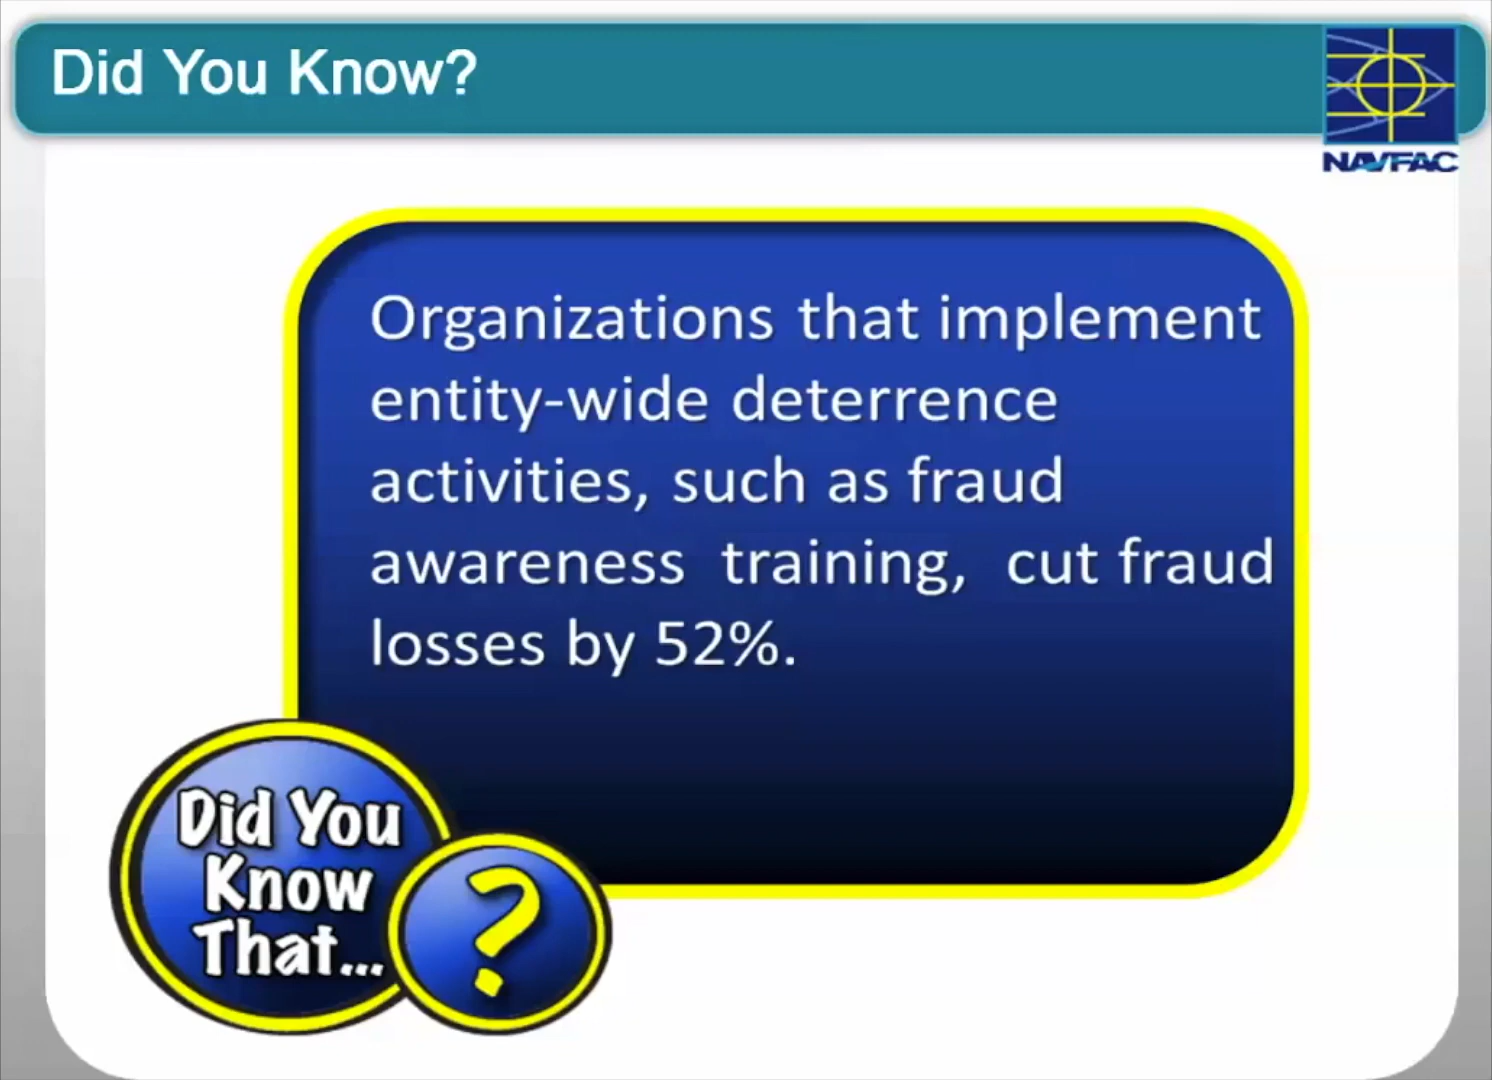 Did You Know?
NAVFAC
Organizations that implement
entity-wide deterrence
activities, such as fraud
awareness training, cut fraud
losses by 52%.
Did You
Know
That...
?